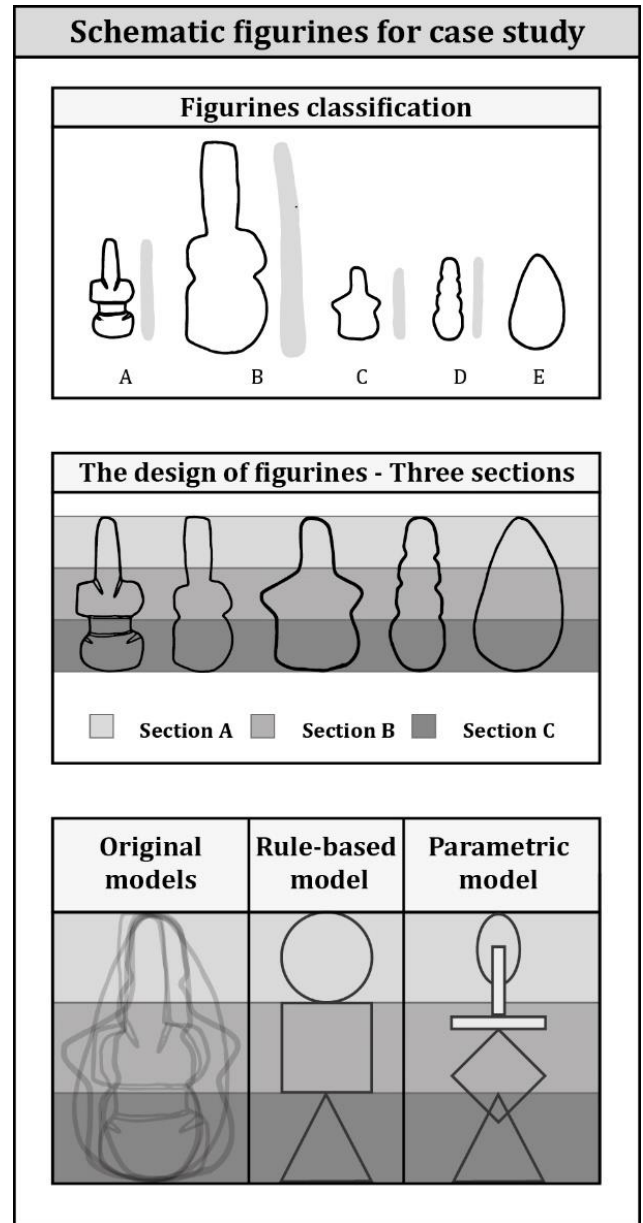 Schematic figurines for case study
Figurines classification
A B C D E
The design of figurines - Three sections
Section A Section B Section C
Original models
Rule-based model
Parametric model